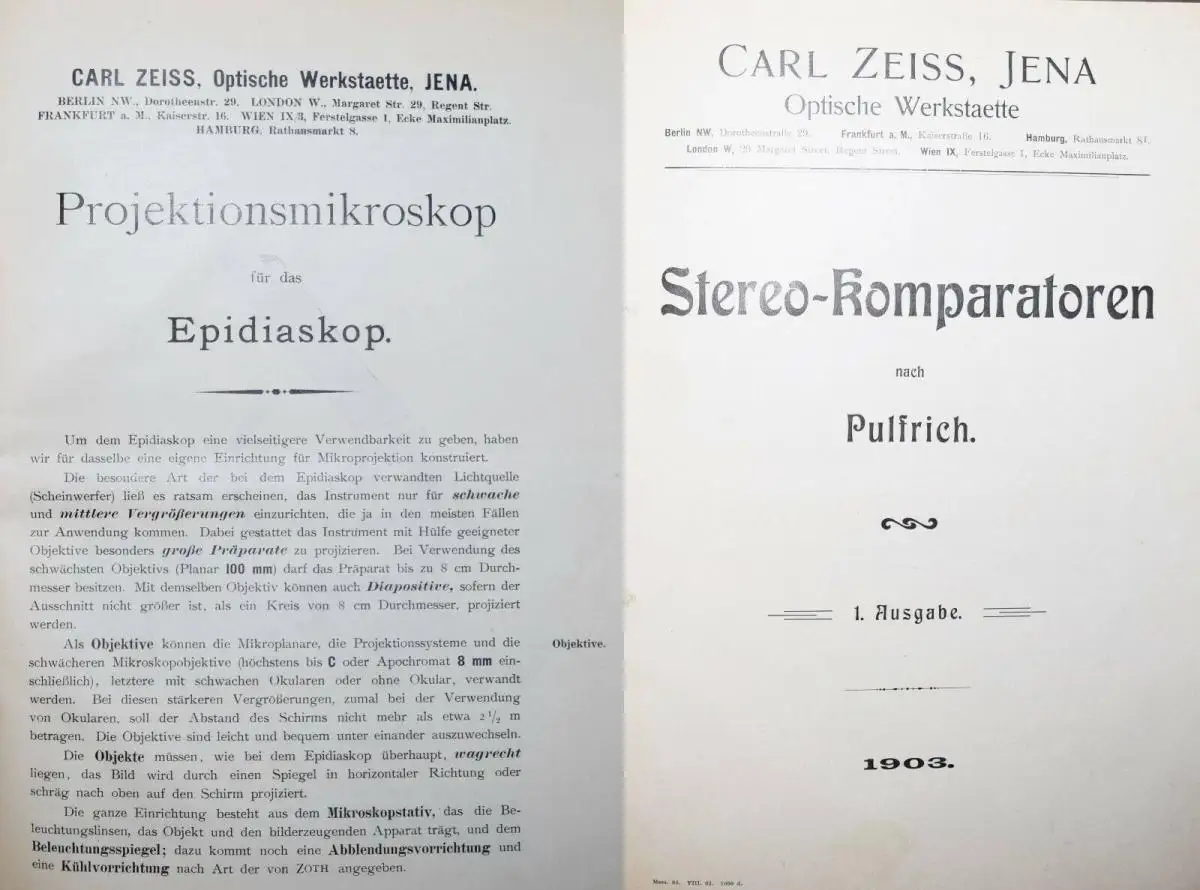 CARL ZEISS, Optische Werkstaette, JENA.
BERLIN NW., Dorotheenstr. 29. LONDON W., Margaret Str. 29, Regent Str.
FRANKFURT a. M., Kaiserstr. 16. WIEN IX/3, Ferstelgasse 1, Ecke Maximilianplatz.
HAMBURG, Rathausmarkt 8.
Projektionsmikroskop
für das
Epidiaskop.
Um dem Epidiaskop eine vielseitigere Verwendbarkeit zu geben, haben
wir für dasselbe eine eigene Einrichtung für Mikroprojektion konstruiert.
Die besondere Art der bei dem Epidiaskop verwandten Lichtquelle
(Scheinwerfer) ließ es ratsam erscheinen, das Instrument nur für schwache
und mittlere Vergrößerungen einzurichten, die ja in den meisten Fällen
zur Anwendung kommen. Dabei gestattet das Instrument mit Hülfe geeigneter
Objektive besonders große Präparate zu projizieren. Bei Verwendung des
schwächsten Objektivs (Planar 100 mm) darf das Präparat bis zu 8 cm Durch-
messer besitzen. Mit demselben Objektiv können auch Diapositive, sofern der
Ausschnitt nicht größer ist, als ein Kreis von 8 cm Durchmesser, projiziert
werden.
Als Objektive können die Mikroplanare, die Projektionssysteme und die
schwächeren Mikroskopobjektive (höchstens bis C oder Apochromat 8 mm ein-
schließlich), letztere mit schwachen Okularen oder ohne Okular, verwandt
werden. Bei diesen stärkeren Vergrößerungen, zumal bei der Verwendung
von Okularen, soll der Abstand des Schirms nicht mehr als etwa 2 1/2 m
betragen. Die Objektive sind leicht und bequem unter einander auszuwechseln.
Objektive.
Die Objekte müssen, wie bei dem Epidiaskop überhaupt, wagrecht
liegen, das Bild wird durch einen Spiegel in horizontaler Richtung oder
schräg nach oben auf den Schirm projiziert.
Die ganze Einrichtung besteht aus dem Mikroskopstativ, das die Be-
leuchtungslinsen, das Objekt und den bilderzeugenden Apparat trägt, und dem
Beleuchtungsspiegel; dazu kommt noch eine Abblendungsvorrichtung und
eine Kühlvorrichtung nach Art der von ZOTH angegeben.
CARL ZEISS, JENA
Optische Werkstaette
Berlin NW, Dorotheenstraße 29. Frankfurt a. M., Kaiserstraße 16. Hamburg, Rathausmarkt 81.
London W, 29 Margaret Street, Regent Street. Wien IX, Ferstelgasse 1, Ecke Maximilianplatz.
Stereo-Komparatoren
nach
Pulfrich.
1. Ausgabe.
1903.